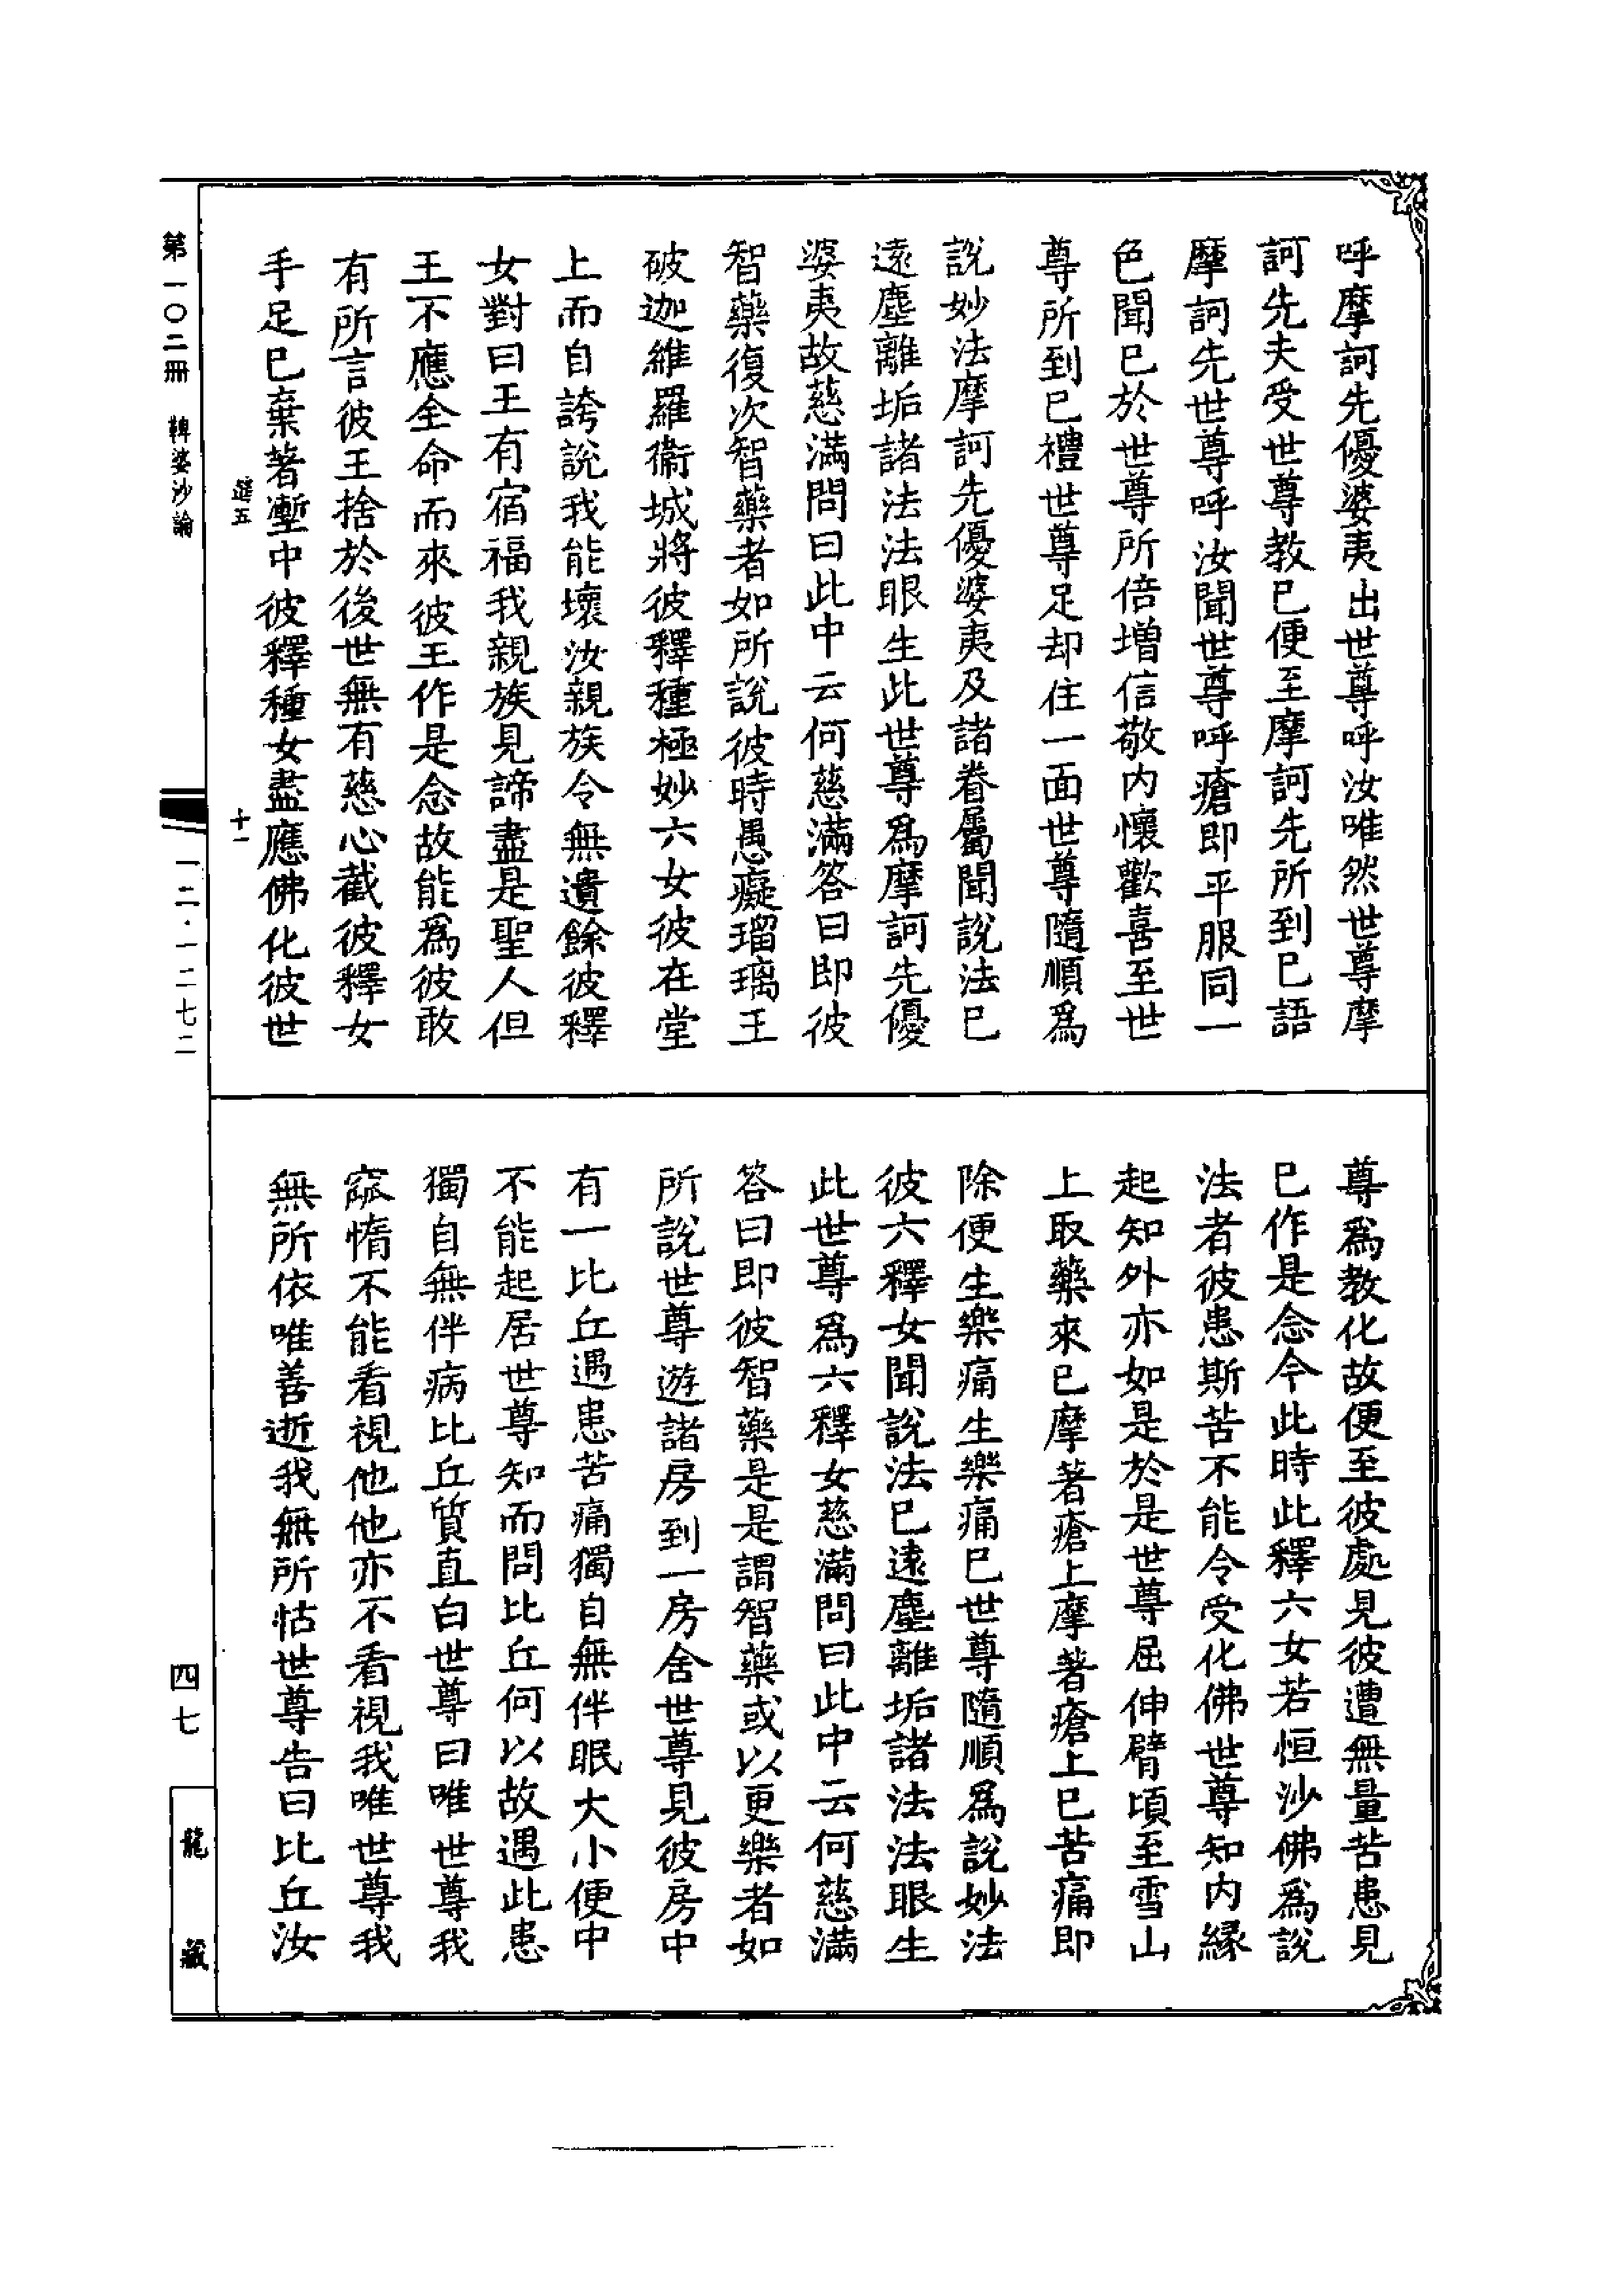 呼摩訶先優婆夷出世尊呼汝唯然世尊摩
訶先夫受世尊教已便至摩訶先所到已語
摩訶先世尊呼汝聞世尊呼瘡即平服同一
色聞已於世尊所倍增信敬內懷歡喜至世
尊所到已禮世尊足却住一面世尊隨順爲
說妙法摩訶先優婆夷及諸眷屬聞說法已
遠塵離垢諸法法眼生此世尊爲摩訶先優
婆夷故慈滿問曰此中云何慈滿答曰即彼
智藥復次智藥者如所說彼時愚癡瑠璃王
破迦維羅衞城將彼釋種極妙六女彼在堂
上而自誇說我能壞汝親族令無遺餘彼釋
女對曰王有宿福我親族見諦盡是聖人但
王不應全命而來彼王作是念故能爲彼敢
有所言彼王捨於後世無有慈心截彼釋女
手足已棄著壍中彼釋種女盡應佛化彼世
尊爲教化故便至彼處見彼遭無量苦患見
已作是念今此時此釋六女若恒沙佛爲說
法者彼患斯苦不能令受化佛世尊知內緣
起知外亦如是於是世尊屈伸臂頃至雪山
上取藥來已摩著瘡上摩著瘡上已苦痛即
除便生樂痛生樂痛已世尊隨順爲說妙法
彼六釋女聞說法已遠塵離垢諸法法眼生
此世尊爲六釋女慈滿問曰此中云何慈滿
答曰即彼智藥是是謂智藥或以更樂者如
所說世尊遊諸房到一房舍世尊見彼房中
有一比丘遇患苦痛獨自無伴眠大小便中
不能起居世尊知而問比丘何以故遇此患
獨自無伴病比丘質直白世尊曰唯世尊我
窳惰不能看視他他亦不看視我唯世尊我
無所依唯善逝我無所怙世尊告曰比丘汝
第一〇二冊 鞞婆沙論
筵五
十一
一二·一二七二
四七
龍藏